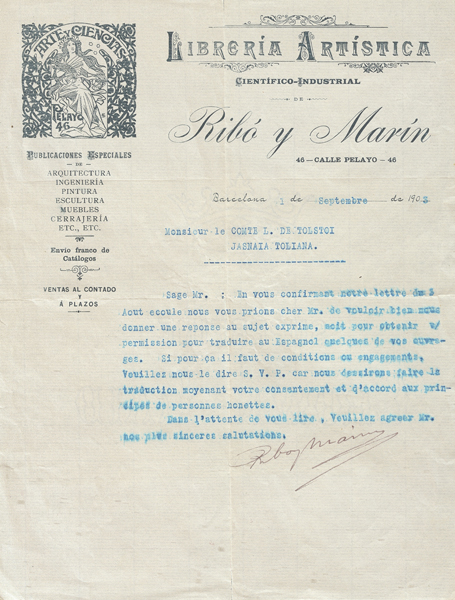 ARTE Y CIENCIAS
PELAYO
46
LIBRERÍA ARTÍSTICA
CIENTÍFICO-INDUSTRIAL
DE
Ribó y Marín
46 — CALLE PELAYO — 46
PUBLICACIONES ESPECIALES
DE
ARQUITECTURA
INGENIERÍA
PINTURA
ESCULTURA
MUEBLES
CERRAJERÍA
ETC., ETC.
Envío franco de
Catálogos
VENTAS AL CONTADO
Y
Á PLAZOS
Barcelona 1 de Septembre de 190
Monsieur le COMTE L. DE TOLSTOI
JASNAIA TOLIANA.
Sage Mr. ; En vous confirmant notre lettre du 5
Aout ecoule nous vous prions cher Mr. de vouloir bien nous
donner une reponse au sujet exprime, soit pour obtenir v/
permission pour traduire au Espagnol quelques de vos ouvra-
ges. Si pour ça il faut de conditions ou engagements,
Veuillez nous le dire S. V. P. car nous desirons faire la
traduction moyenant votre consentement et d'accord aux prin-
cipes de personnes honettes.
Dans l'attente de vous lire , Veuillez agreer Mr.
nos plus sinceres salutations.
Ribo y Marin